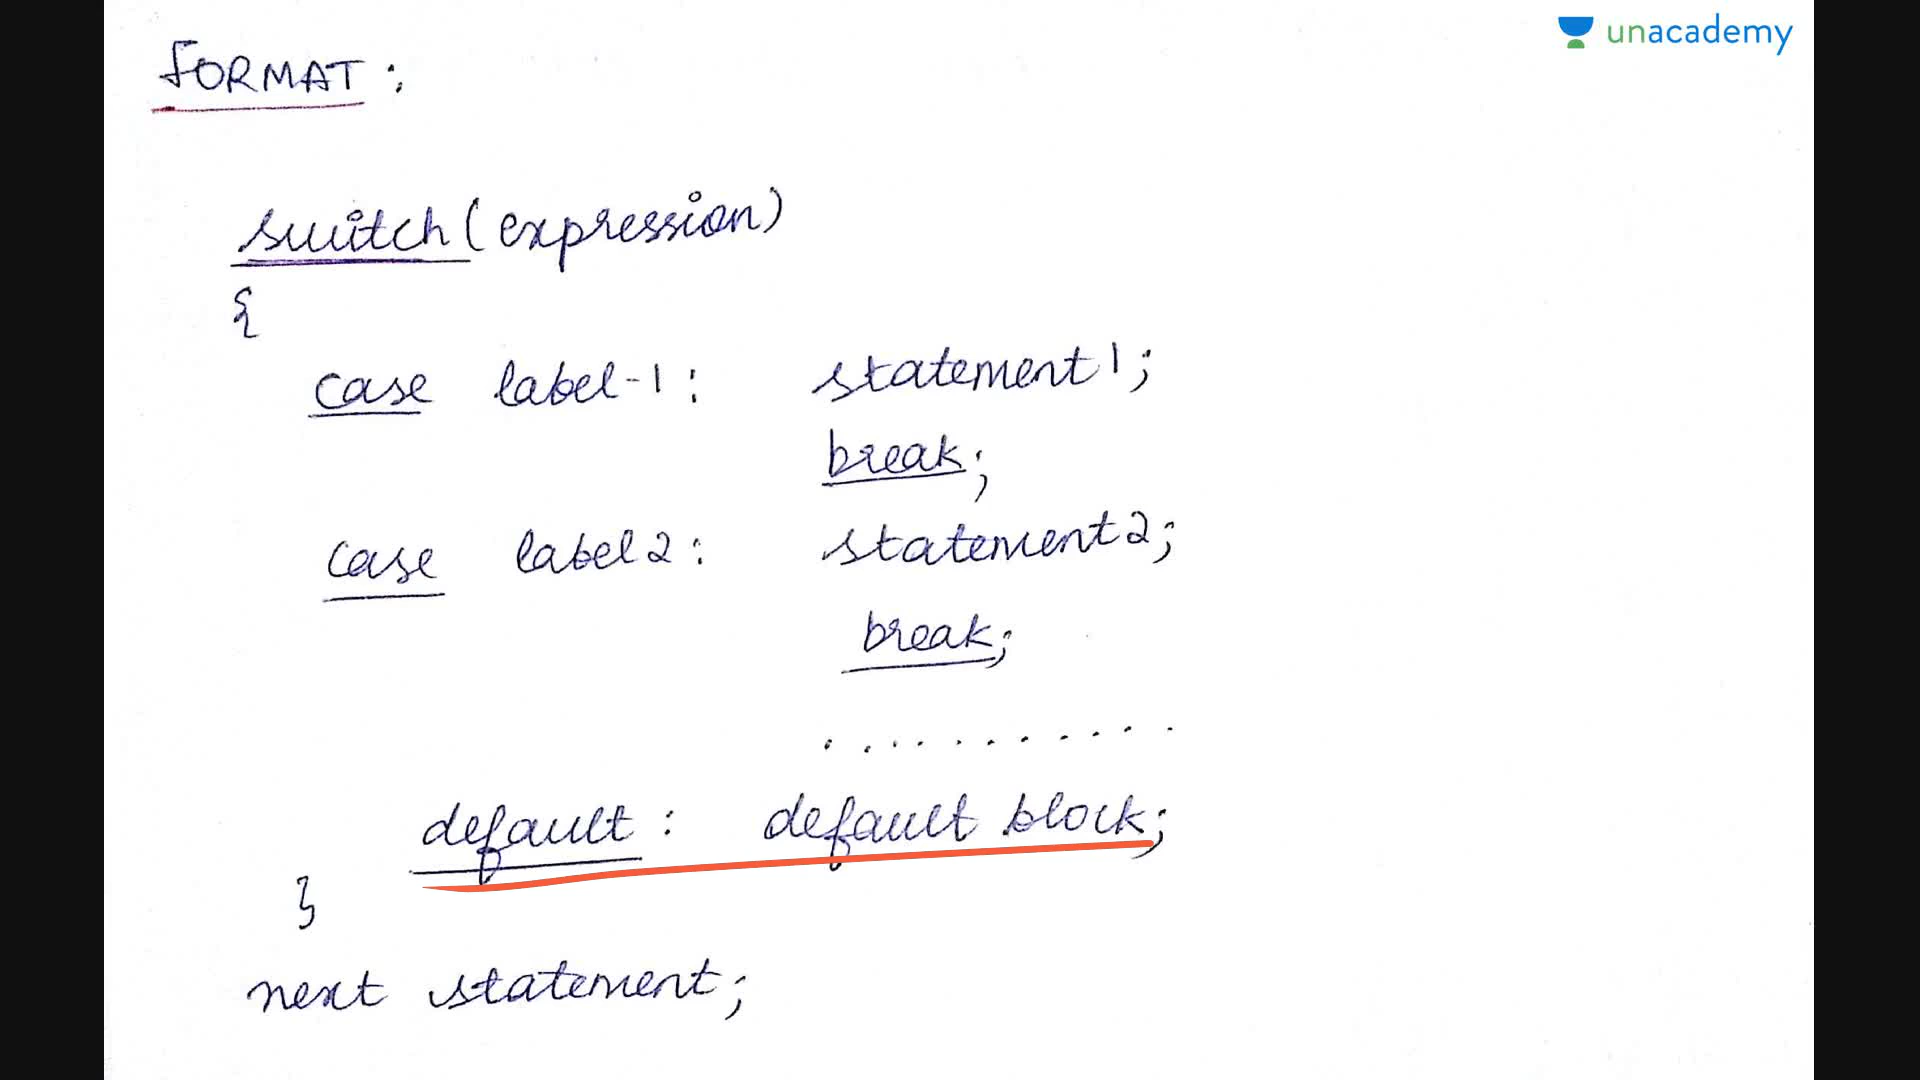 unacademy
FORMAT :
switch (expression)
{
case label-1 : statement1;
break;
case label2 : statement2;
break;
. . . . . . . . . . .
default : default block;
}
next statement;